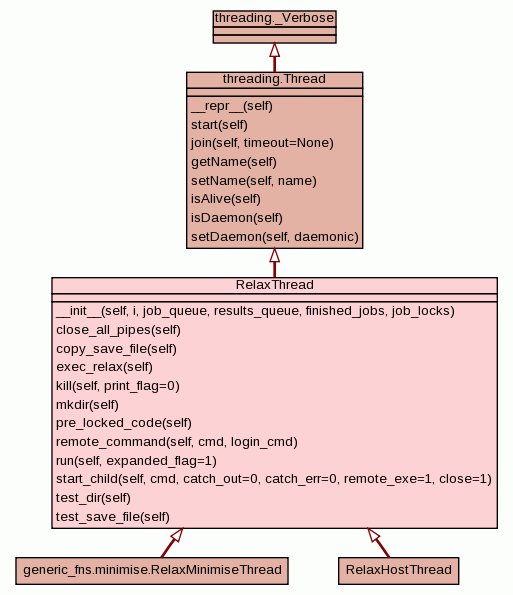 threading._Verbose
threading.Thread
__repr__(self)
start(self)
join(self, timeout=None)
getName(self)
setName(self, name)
isAlive(self)
isDaemon(self)
setDaemon(self, daemonic)
RelaxThread
__init__(self, i, job_queue, results_queue, finished_jobs, job_locks)
close_all_pipes(self)
copy_save_file(self)
exec_relax(self)
kill(self, print_flag=0)
mkdir(self)
pre_locked_code(self)
remote_command(self, cmd, login_cmd)
run(self, expanded_flag=1)
start_child(self, cmd, catch_out=0, catch_err=0, remote_exe=1, close=1)
test_dir(self)
test_save_file(self)
generic_fns.minimise.RelaxMinimiseThread
RelaxHostThread